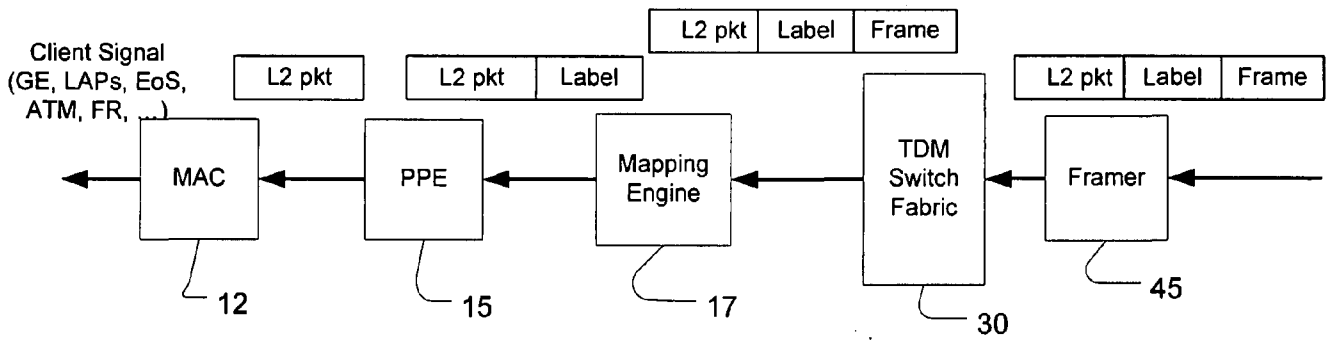 L2 pkt Label Frame
Client Signal
(GE, LAPs, EoS,
ATM, FR, ...)
L2 pkt
L2 pkt Label
L2 pkt Label Frame
MAC
PPE
Mapping
Engine
TDM
Switch
Fabric
Framer
12
15
17
30
45